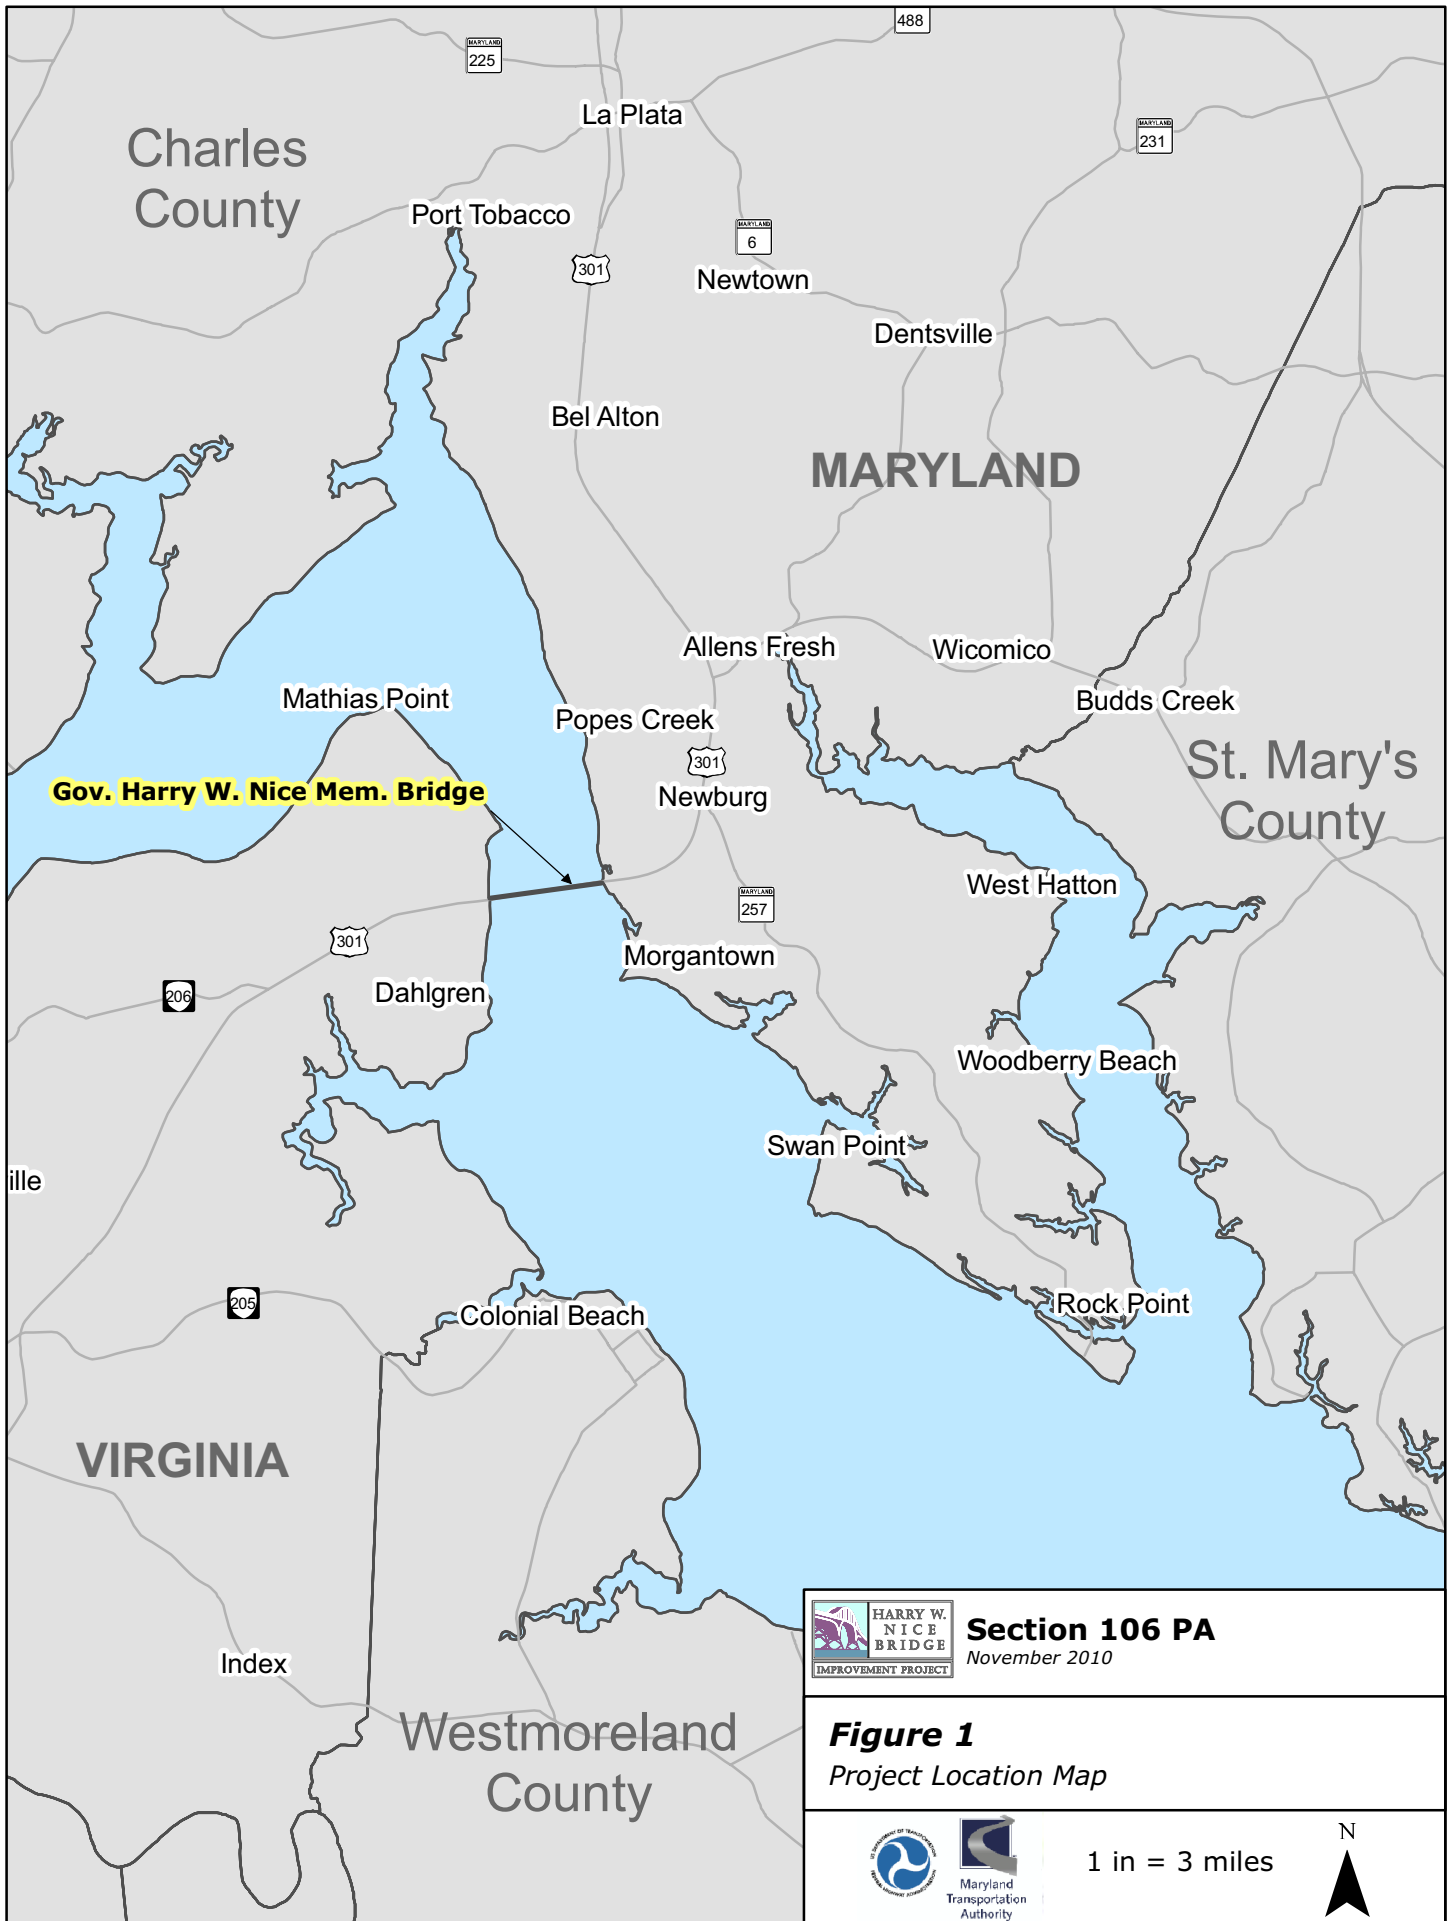 488
MARYLAND
225
La Plata
MARYLAND
231
Charles
County
Port Tobacco
MARYLAND
6
301
Newtown
Dentsville
Bel Alton
MARYLAND
Allens Fresh
Wicomico
Mathias Point
Budds Creek
Popes Creek
301
St. Mary's
County
Gov. Harry W. Nice Mem. Bridge
Newburg
West Hatton
MARYLAND
257
301
Morgantown
206
Dahlgren
Woodberry Beach
Swan Point
ille
205
Rock Point
Colonial Beach
VIRGINIA
Index
Westmoreland
County
HARRY W.
NICE
BRIDGE
IMPROVEMENT PROJECT
Section 106 PA
November 2010
Figure 1
Project Location Map
Maryland
Transportation
Authority
1 in = 3 miles
N